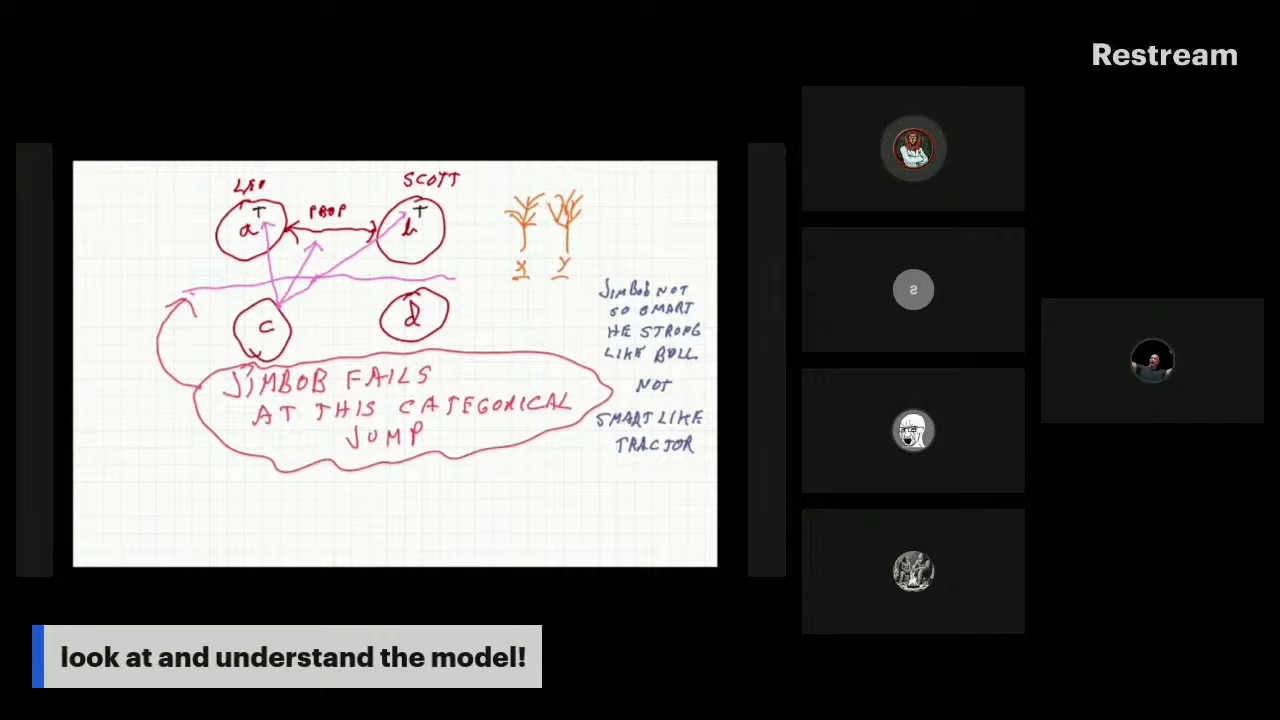 Restream
LEO
SCOTT
T
PROP
T
a
b
X
Y
c
d
JIMBOB NOT
SO SMART
HE STRONG
LIKE BULL
NOT
SMART LIKE
TRACTOR
JIMBOB FAILS
AT THIS CATEGORICAL
JUMP
s
look at and understand the model!